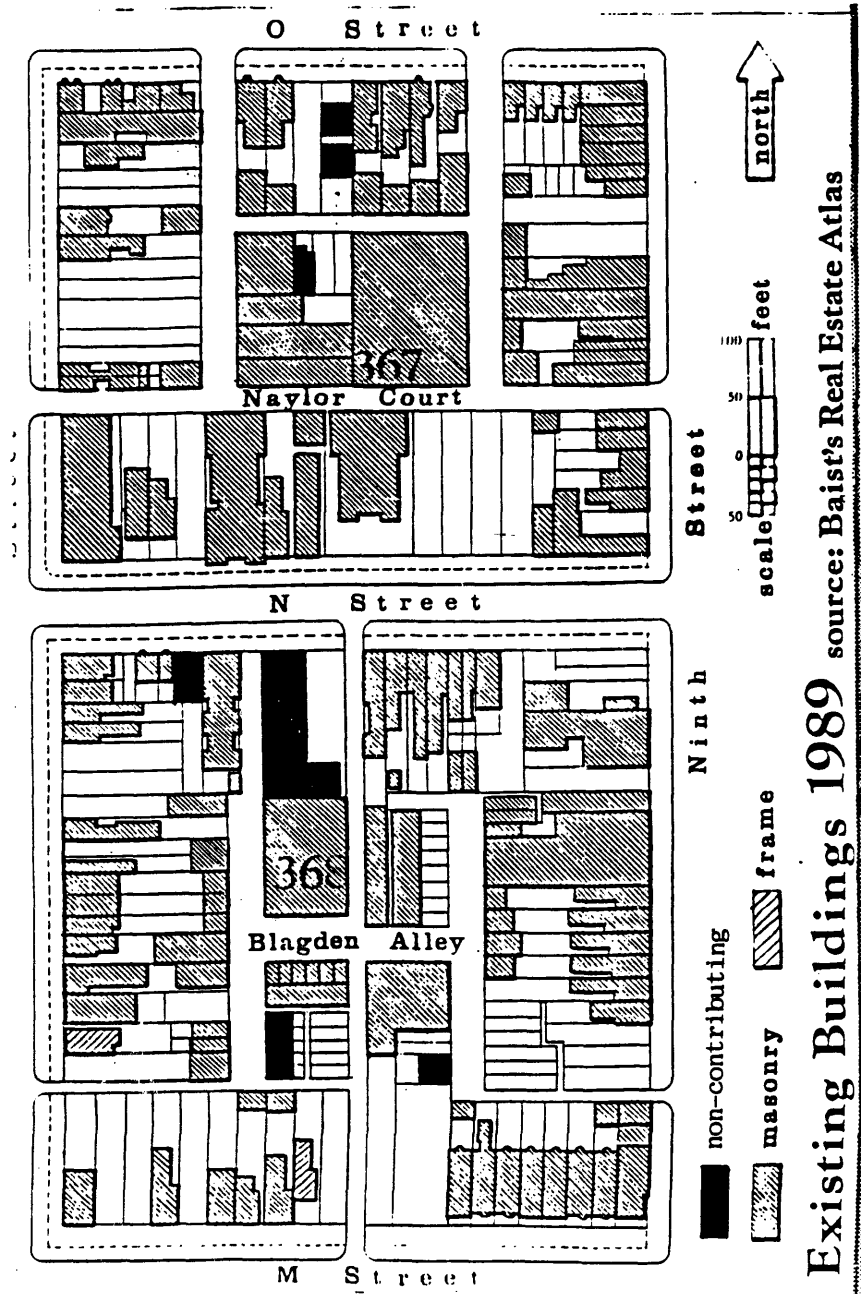 O Street
north
367
Naylor Court
Street
100
50
0
50
scale
feet
N Street
Ninth
368
Blagden Alley
non-contributing
masonry
frame
M Street
Existing Buildings 1989 source: Baist's Real Estate Atlas